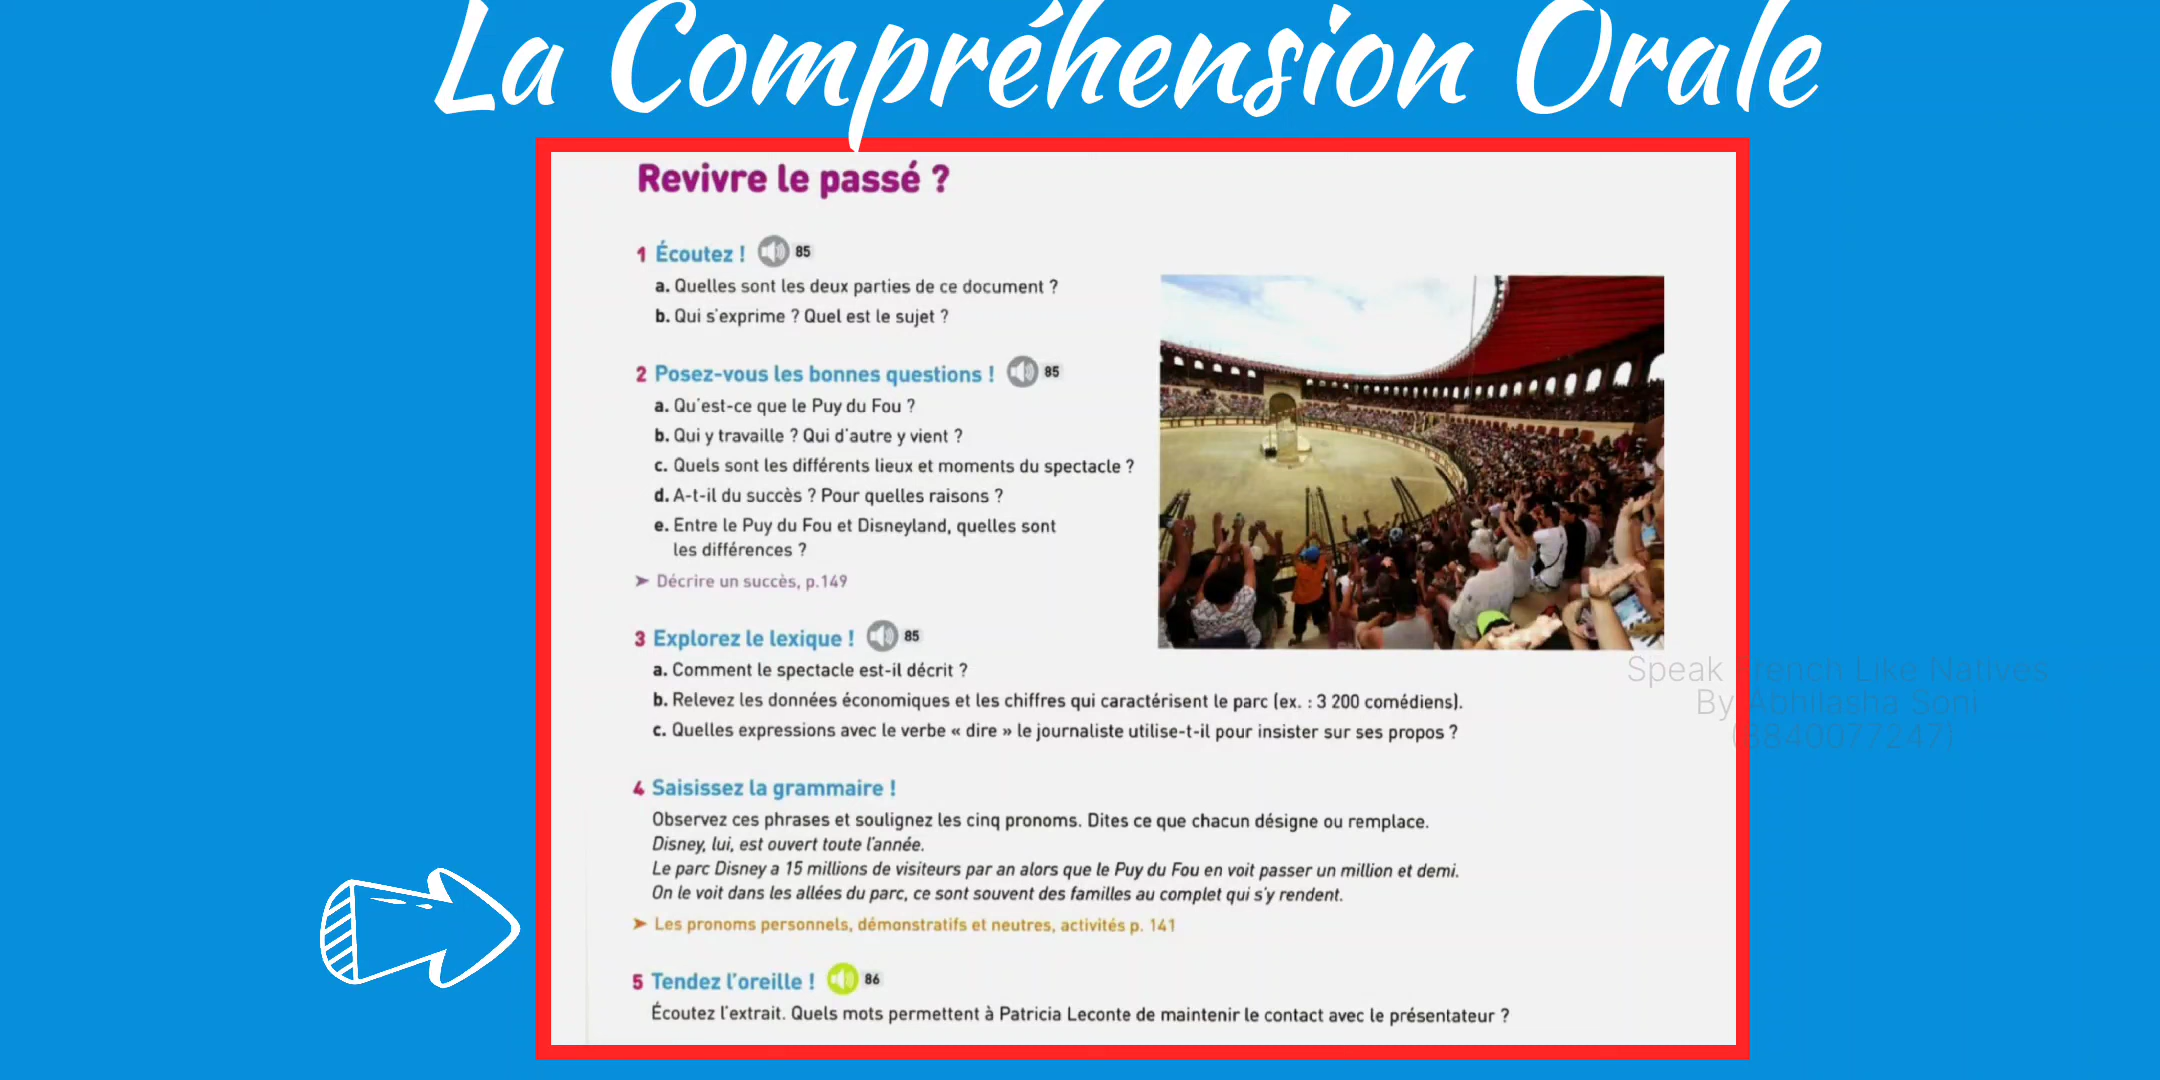 La Compréhension Orale
Revivre le passé ?
1 Écoutez ! 85
a. Quelles sont les deux parties de ce document ?
b. Qui s'exprime ? Quel est le sujet ?
2 Posez-vous les bonnes questions ! 85
a. Qu'est-ce que le Puy du Fou ?
b. Qui y travaille ? Qui d'autre y vient ?
c. Quels sont les différents lieux et moments du spectacle ?
d. A-t-il du succès ? Pour quelles raisons ?
e. Entre le Puy du Fou et Disneyland, quelles sont
les différences ?
➤ Décrire un succès, p.149
3 Explorez le lexique ! 85
a. Comment le spectacle est-il décrit ?
b. Relevez les données économiques et les chiffres qui caractérisent le parc (ex. : 3 200 comédiens).
c. Quelles expressions avec le verbe « dire » le journaliste utilise-t-il pour insister sur ses propos ?
4 Saisissez la grammaire !
Observez ces phrases et soulignez les cinq pronoms. Dites ce que chacun désigne ou remplace.
Disney, lui, est ouvert toute l'année.
Le parc Disney a 15 millions de visiteurs par an alors que le Puy du Fou en voit passer un million et demi.
On le voit dans les allées du parc, ce sont souvent des familles au complet qui s'y rendent.
➤ Les pronoms personnels, démonstratifs et neutres, activités p. 141
5 Tendez l'oreille ! 86
Écoutez l'extrait. Quels mots permettent à Patricia Leconte de maintenir le contact avec le présentateur ?
Speak French Like Natives
By Abhilasha Soni
(8840077247)